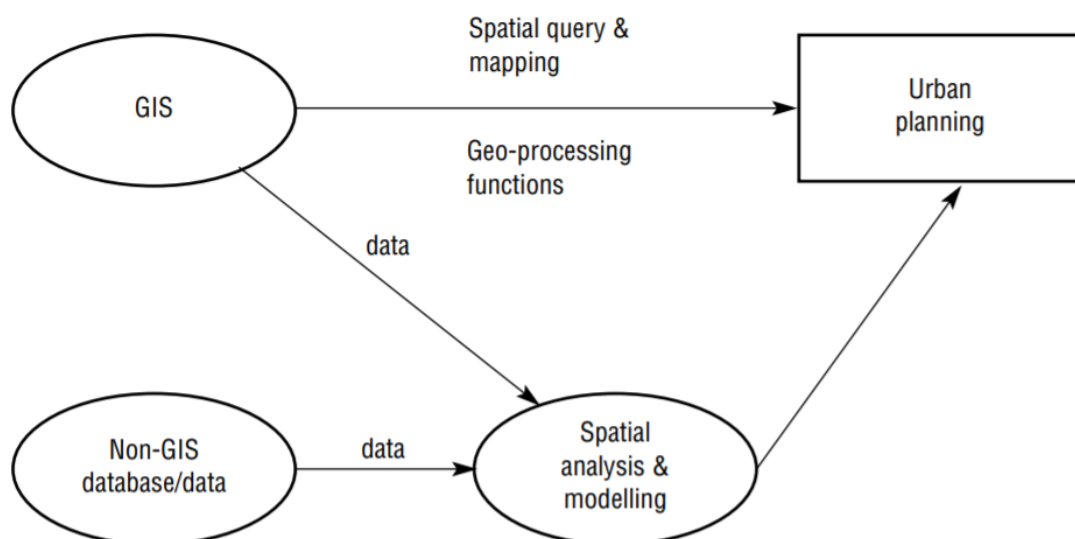 Spatial query &
mapping
GIS
Urban
planning
Geo-processing
functions
data
Non-GIS
database/data
data
Spatial
analysis &
modelling